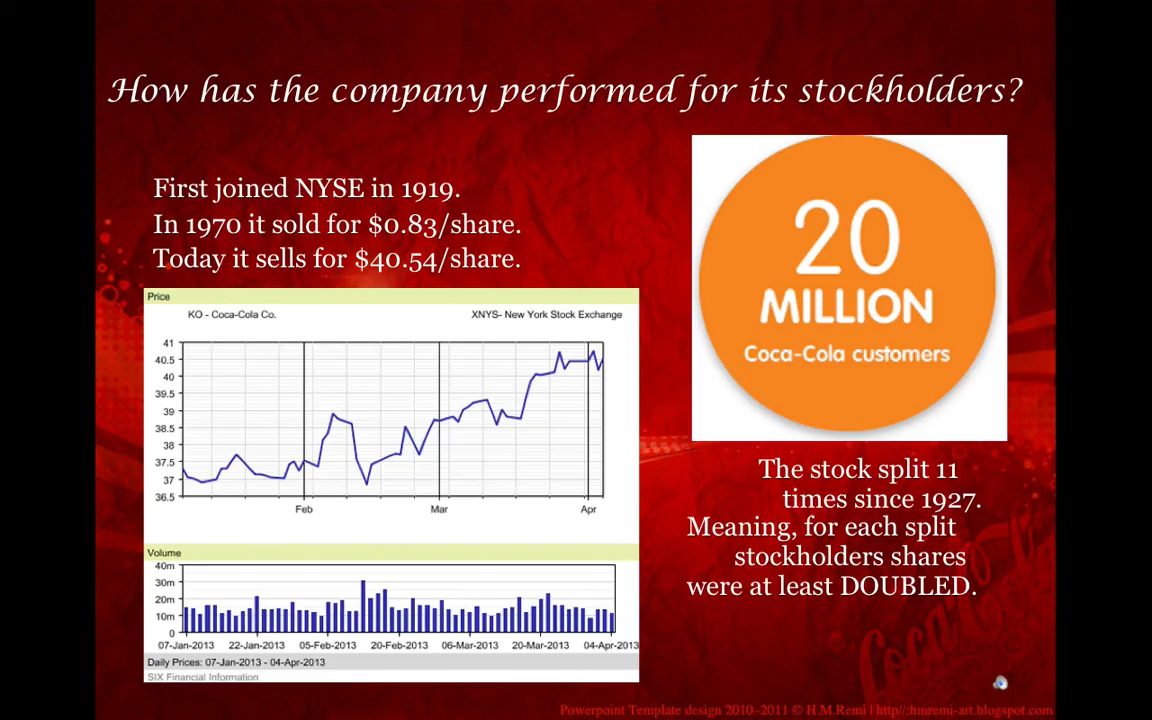 How has the company performed for its stockholders?
First joined NYSE in 1919.
In 1970 it sold for $0.83/share.
Today it sells for $40.54/share.
20
MILLION
Coca-Cola customers
Price
KO - Coca-Cola Co.
XNYS- New York Stock Exchange
41
40.5
40
39.5
39
38.5
38
37.5
37
36.5
Feb Mar Apr
Volume
40m
30m
20m
10m
0
07-Jan-2013 22-Jan-2013 05-Feb-2013 20-Feb-2013 06-Mar-2013 20-Mar-2013 04-Apr-2013
Daily Prices: 07-Jan-2013 - 04-Apr-2013
SIX Financial Information
The stock split 11
times since 1927.
Meaning, for each split
stockholders shares
were at least DOUBLED.
Coca-Cola
Powerpoint Template design 2010–2011 © H.M.Remi | http//:hmremi-art.blogspot.com